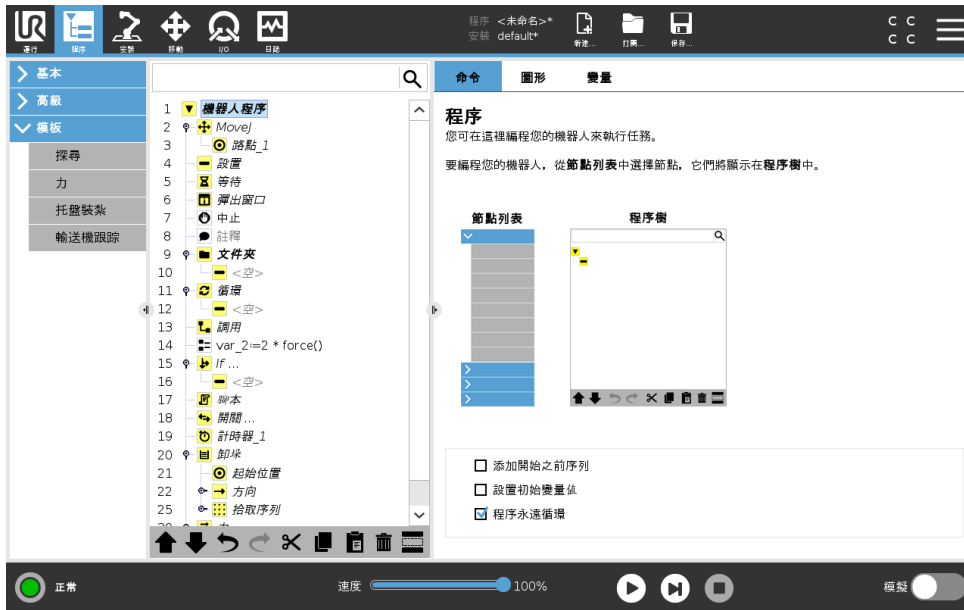 UR
運行
程序
安裝
移動
I/O
日誌
程序 <未命名>*
安裝 default*
新建...
打開...
保存...
C C
C C
基本
高級
模板
探尋
力
托盤裝紮
輸送機跟踪
1 機器人程序
2 MoveJ
3 路點_1
4 設置
5 等待
6 彈出窗口
7 中止
8 註釋
9 文件夾
10 <空>
11 循環
12 <空>
13 調用
14 var_2:=2 * force()
15 If ...
16 <空>
17 腳本
18 開關 ...
19 計時器_1
20 卸垛
21 起始位置
22 方向
25 拾取序列
命令 圖形 變量
程序
您可在這裡編程您的機器人來執行任務。
要編程您的機器人，從節點列表中選擇節點，它們將顯示在程序樹中。
節點列表 程序樹
添加開始之前序列
設置初始變量值
程序永遠循環
正常
速度 100%
模擬